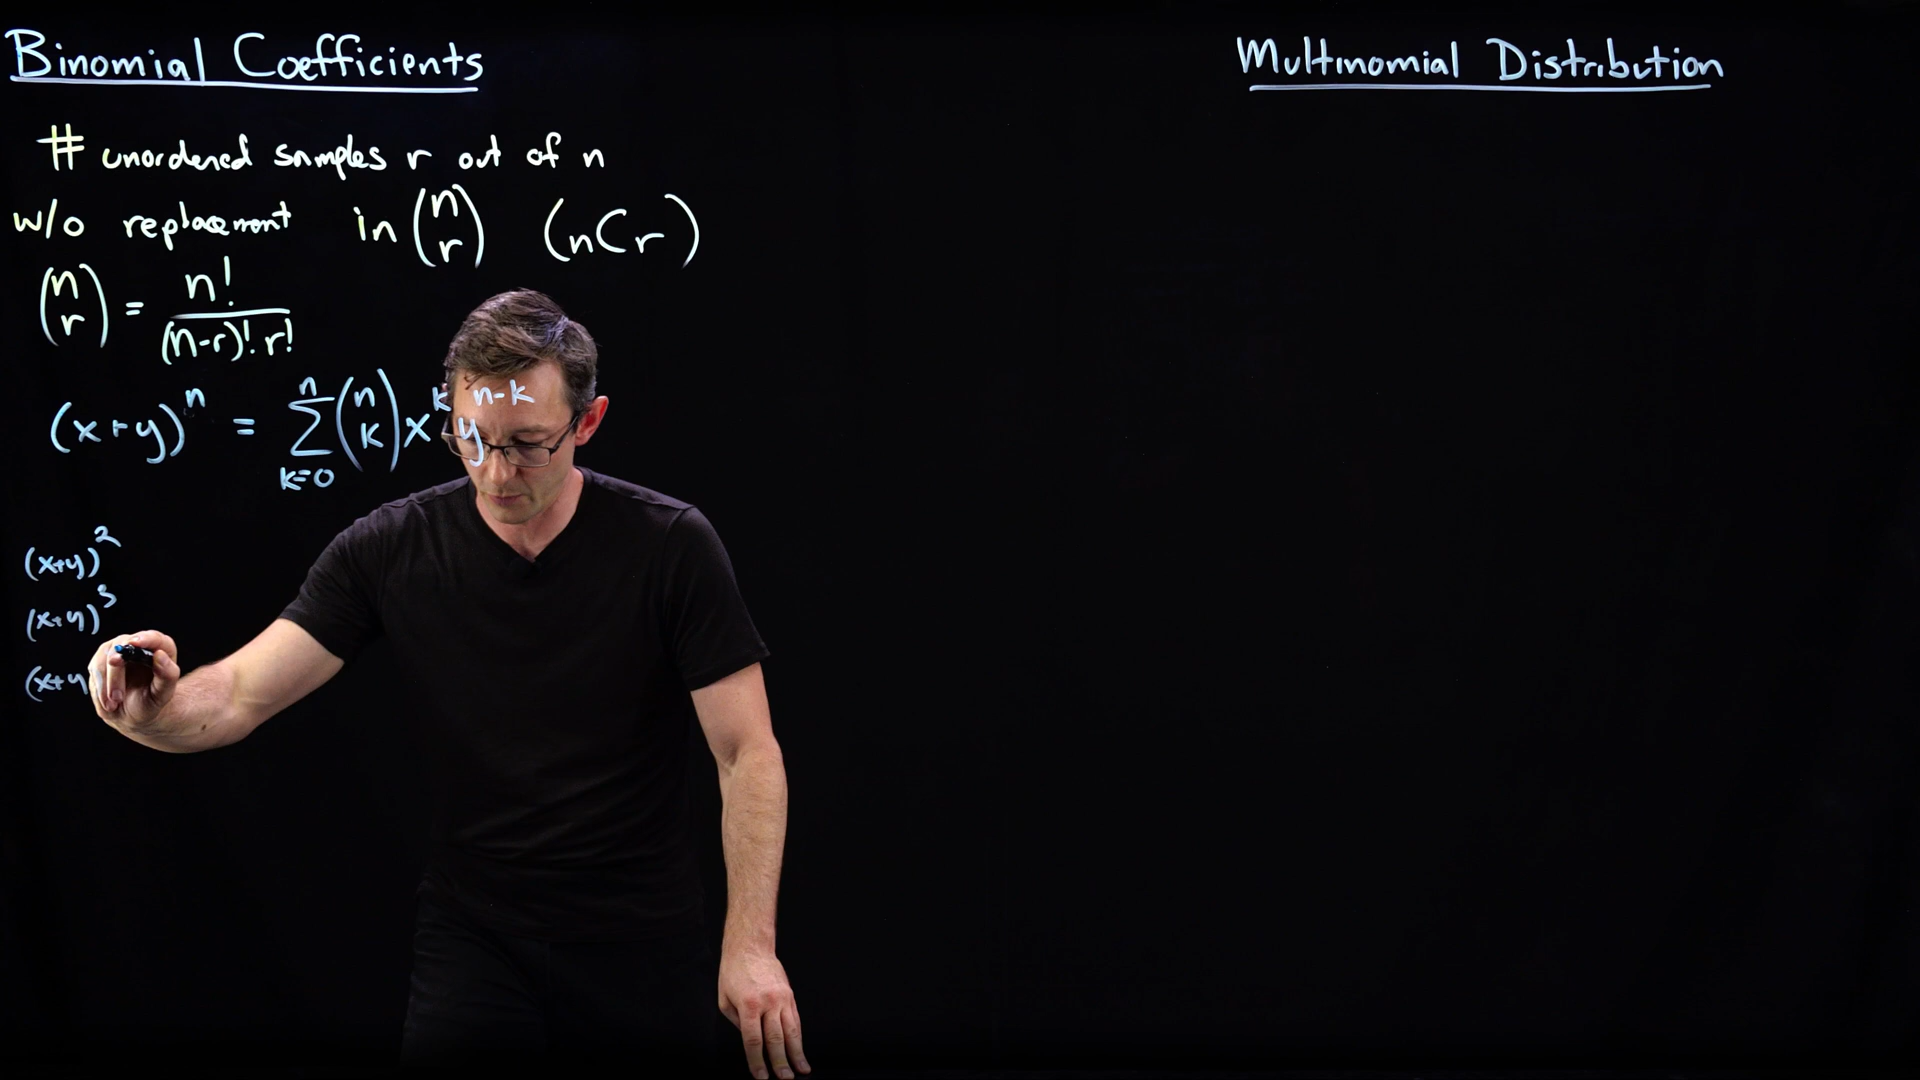 Binomial Coefficients
# unordered samples r out of n
w/o replacement in (n r) (nCr)
(n r) = n! / (n-r)! r!
(x+y)^n = Σ_{k=0}^{n} (n k) x^k y^{n-k}
(x+y)^2
(x+y)^3
(x+y
Multinomial Distribution